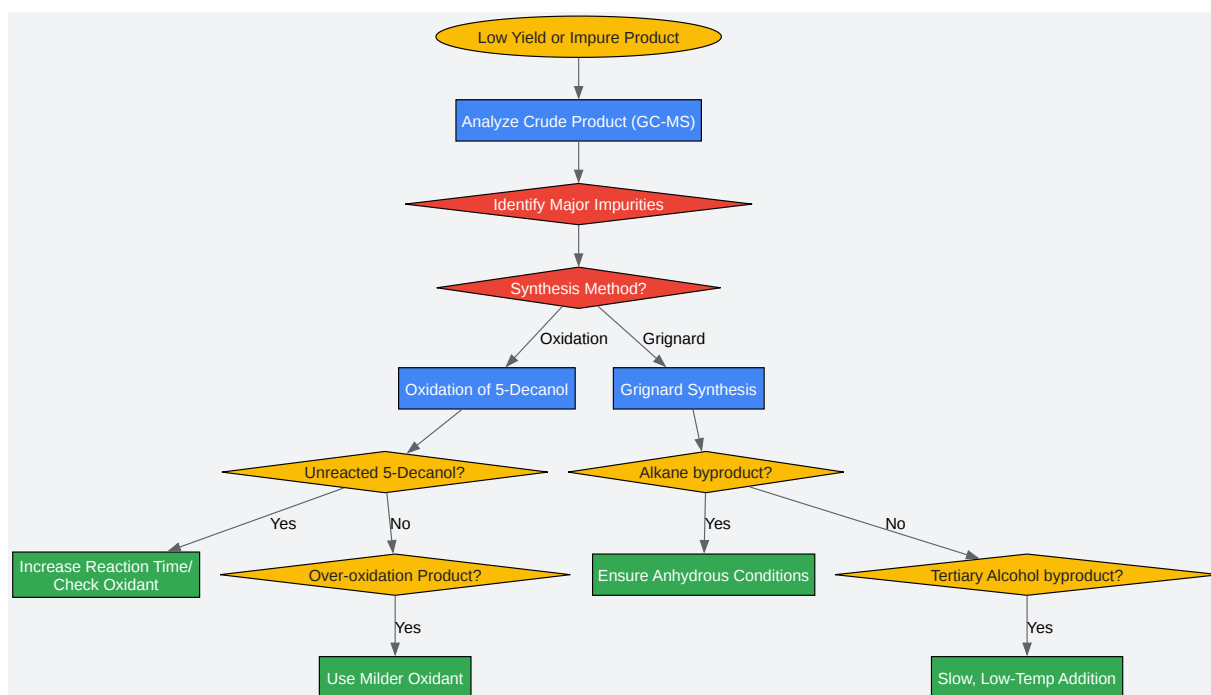 Low Yield or Impure Product
Analyze Crude Product (GC-MS)
Identify Major Impurities
Synthesis Method?
Oxidation
Grignard
Oxidation of 5-Decanol
Grignard Synthesis
Unreacted 5-Decanol?
Alkane byproduct?
Yes
No
Yes
No
Increase Reaction Time/
Check Oxidant
Over-oxidation Product?
Ensure Anhydrous Conditions
Tertiary Alcohol byproduct?
Yes
Yes
Use Milder Oxidant
Slow, Low-Temp Addition